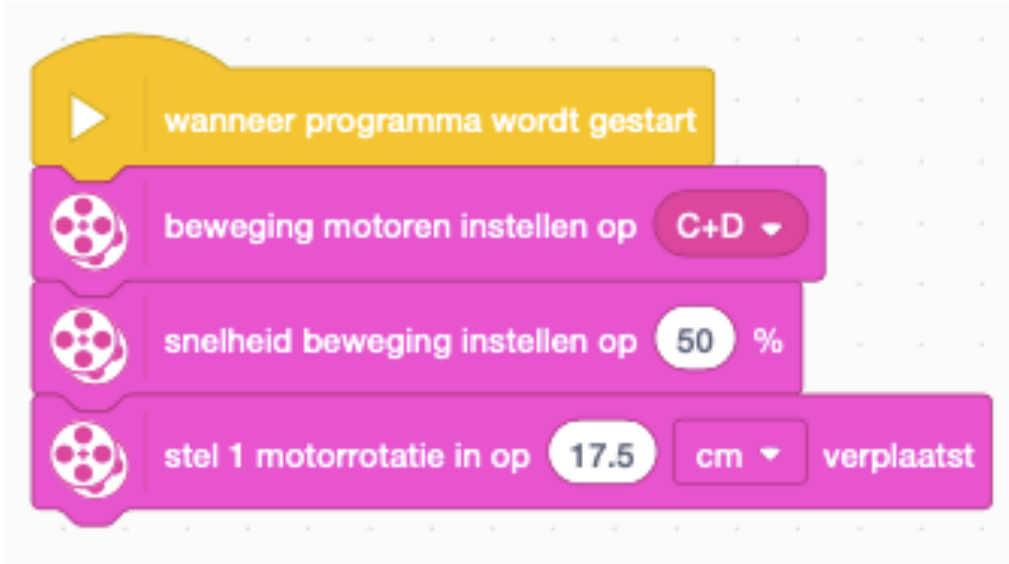 wanneer programma wordt gestart
beweging motoren instellen op C+D
snelheid beweging instellen op 50 %
stel 1 motorrotatie in op 17.5 cm verplaatst